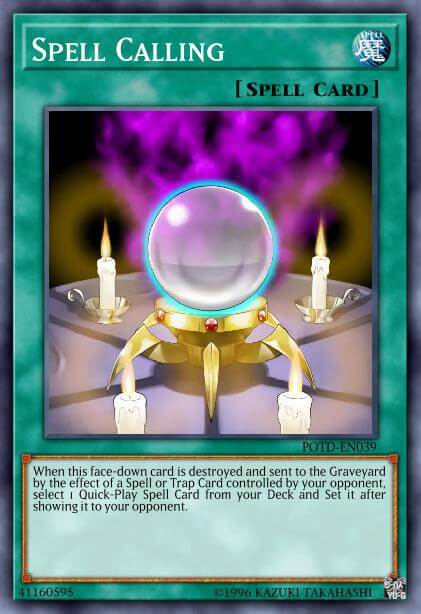 Spell Calling
SPELL
魔
[ Spell Card ]
POTD-EN039
When this face-down card is destroyed and sent to the Graveyard
by the effect of a Spell or Trap Card controlled by your opponent,
select 1 Quick-Play Spell Card from your Deck and Set it after
showing it to your opponent.
41160595
©1996 KAZUKI TAKAHASHI